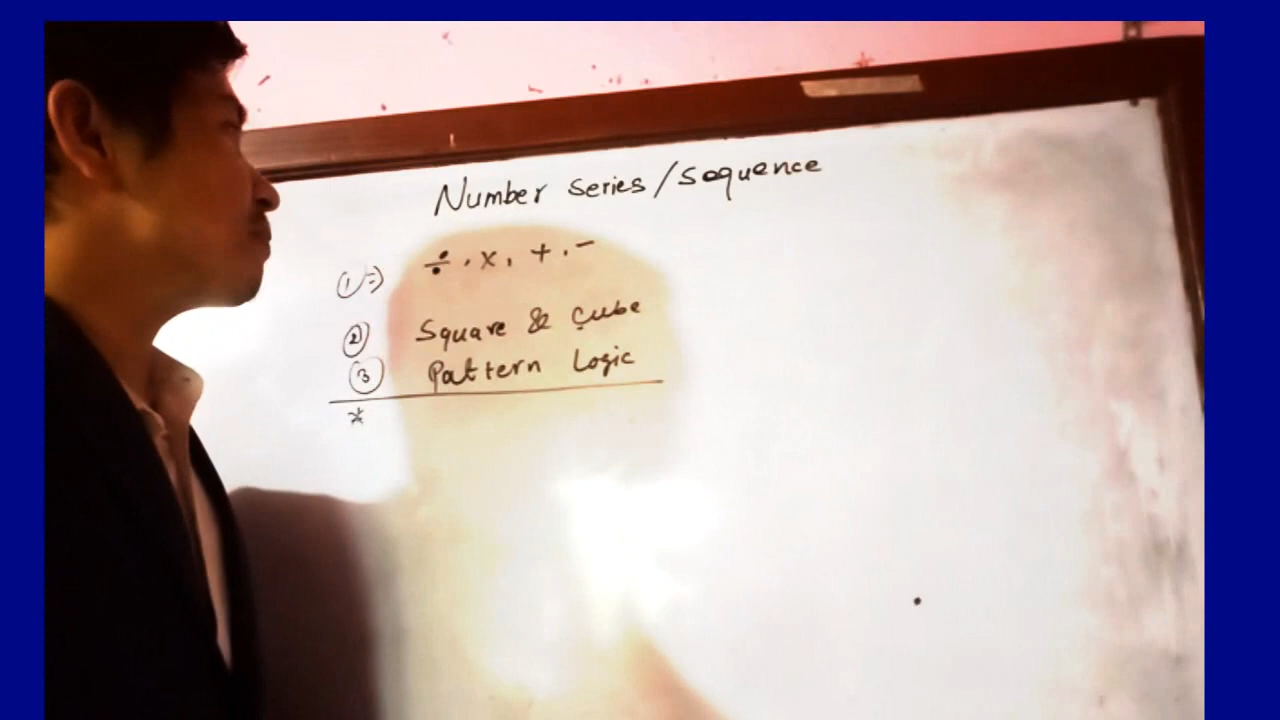 Number series/sequence
(1) => ÷, ×, +, -
(2) Square & Cube
(3) Pattern Logic
*